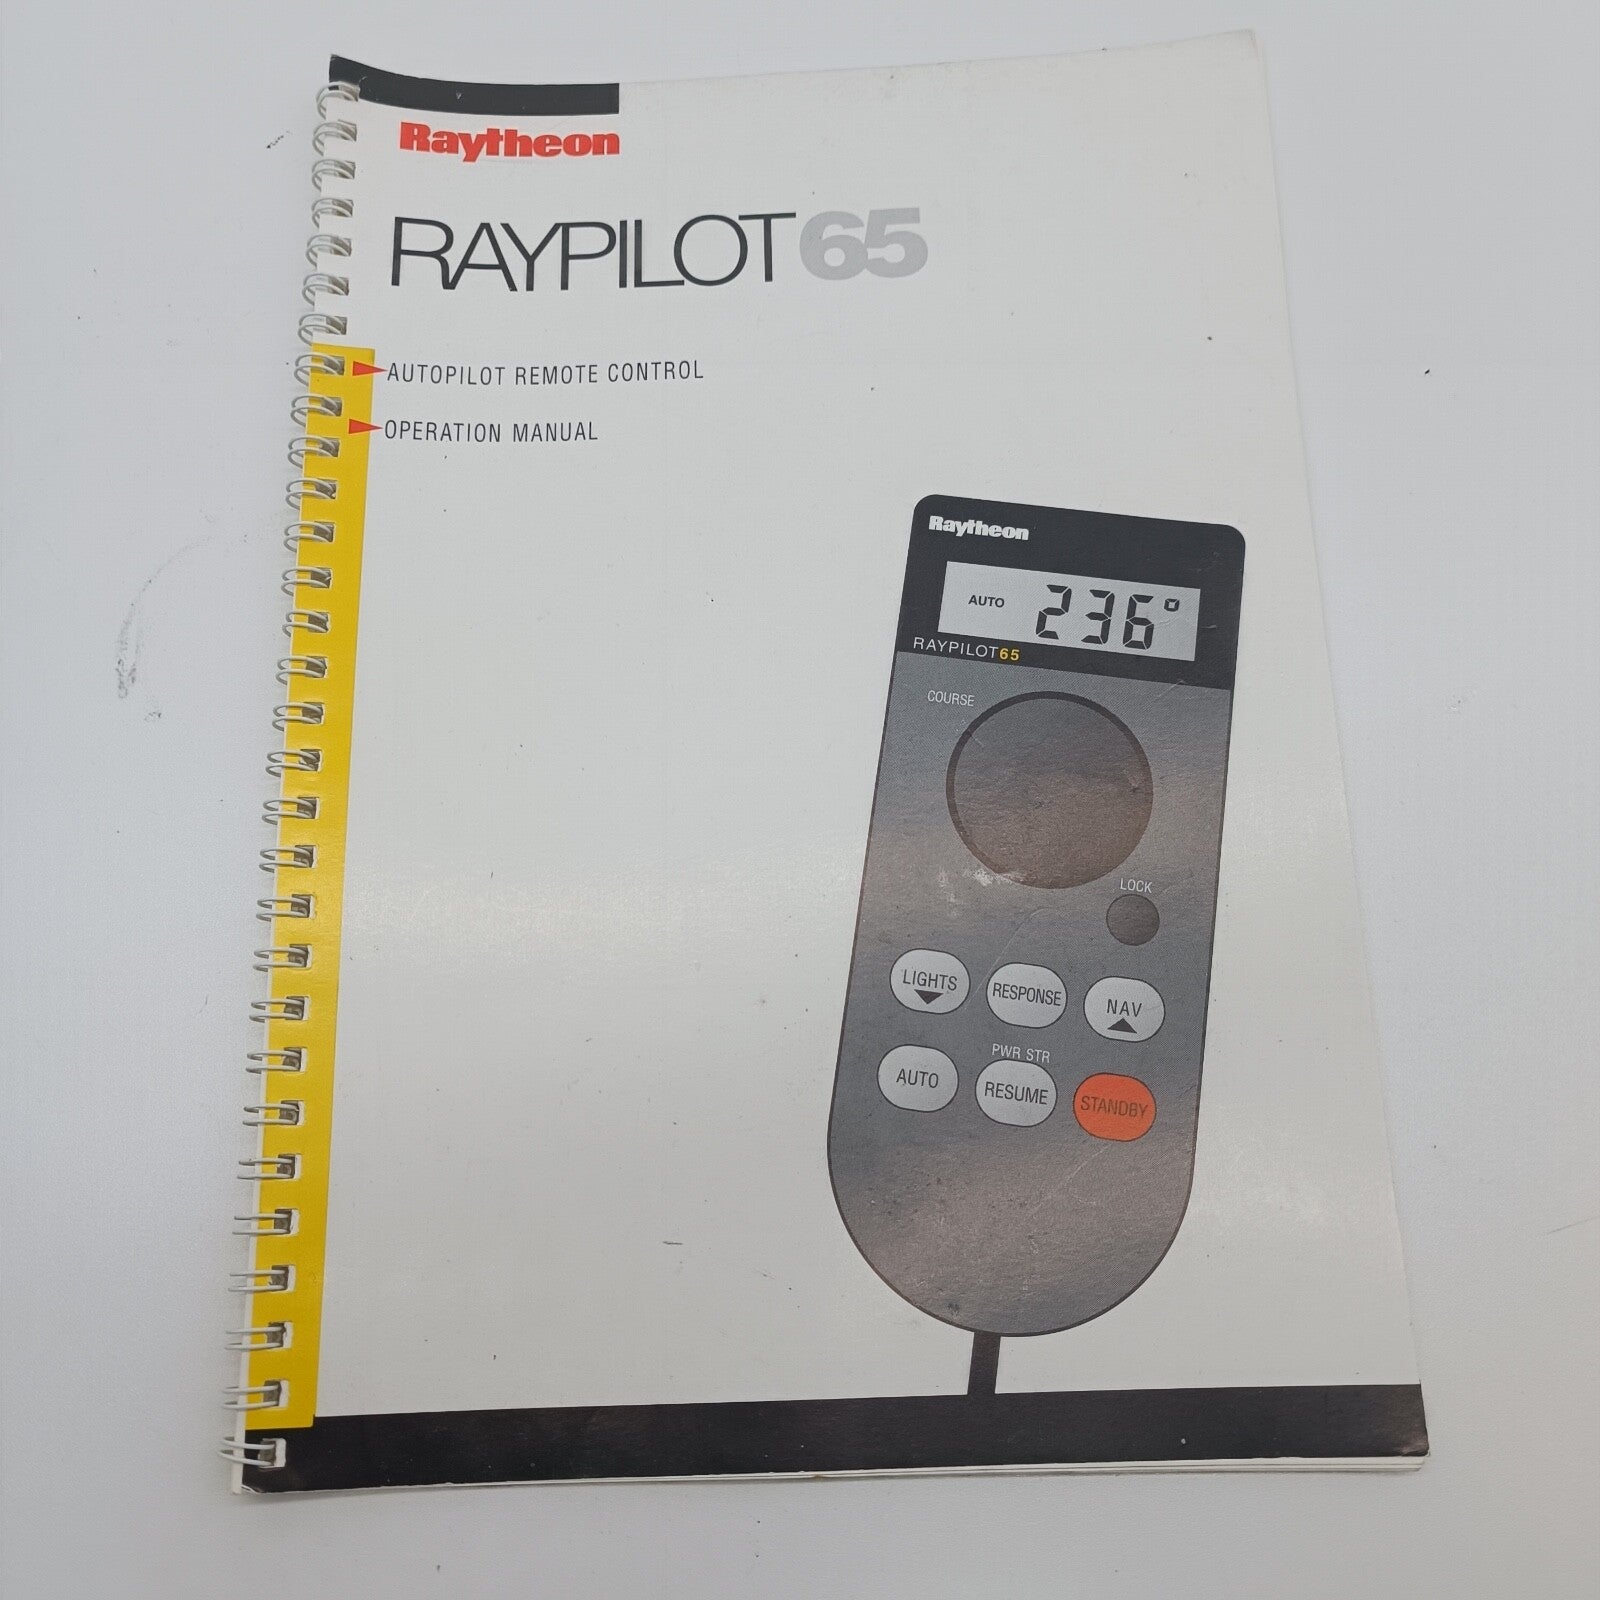 Raytheon
RAYPILOT65
AUTOPILOT REMOTE CONTROL
OPERATION MANUAL
Raytheon
AUTO 236°
RAYPILOT65
COURSE
LOCK
LIGHTS RESPONSE NAV
PWR STR
AUTO RESUME STANDBY